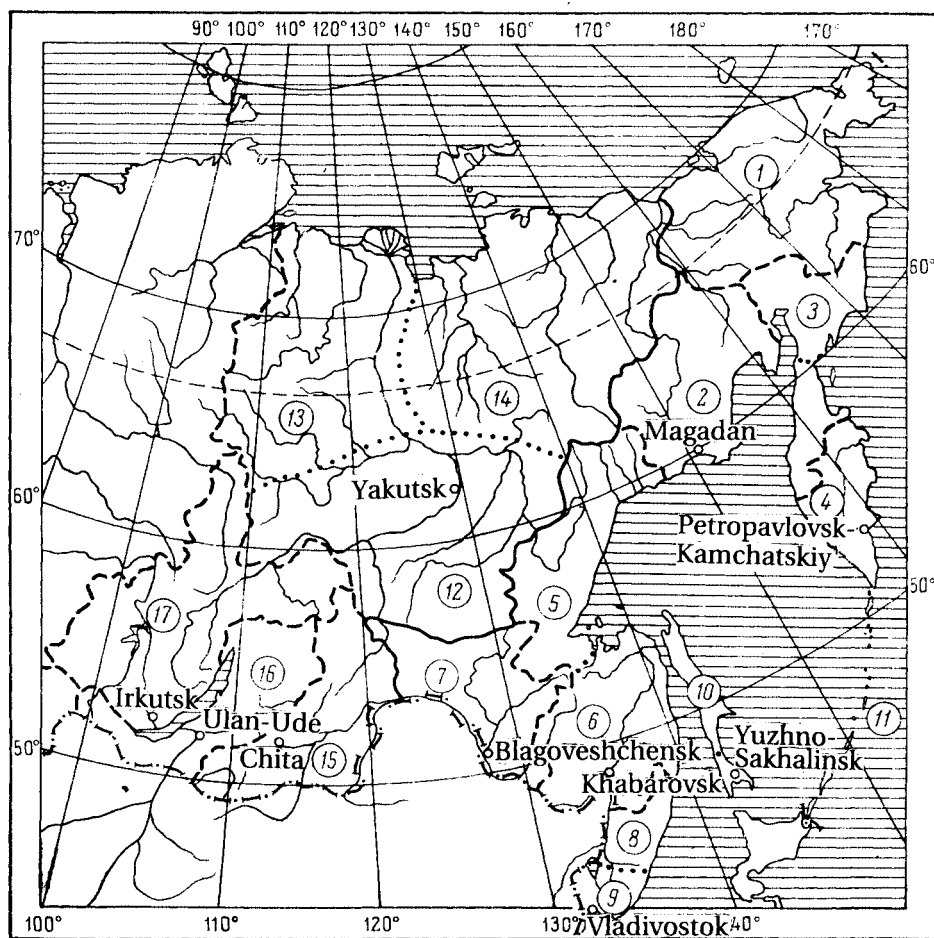 90° 100° 110° 120° 130° 140° 150° 160° 170° 180° 170°
1
70°
60°
3
14
2
13
Magadan
Yakutsk
60°
4
Petropavlovsk-
Kamchatskiy
50°
12
5
17
16
7
10
Irkutsk
6
11
Ulan-Ude
Yuzhno-
Sakhalinsk
50°
Chita
15
Blagoveshchensk
Khabarovsk
8
9
Vladivostok
100° 110° 120° 130° 140°